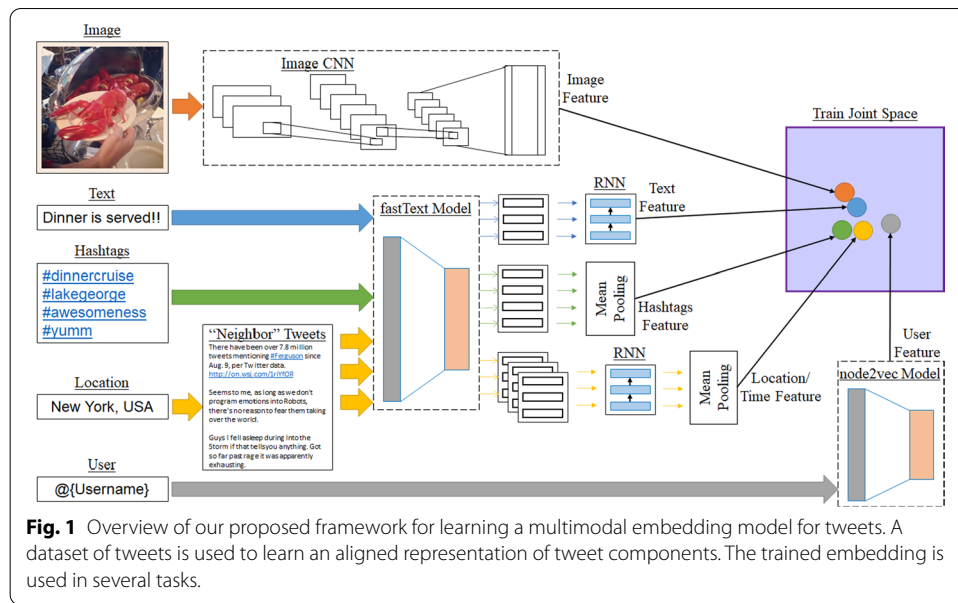 Image
Image CNN
Image
Feature
Train Joint Space
Text
Dinner is served!!
fastText Model
RNN
Text
Feature
Hashtags
#dinnercruise
#lakegeorge
#awesomeness
#yumm
Mean
Pooling
Hashtags
Feature
"Neighbor" Tweets
There have been over 7.8 million
tweets mentioning #Ferguson since
Aug. 9, per Twitter data.
http://on.wsj.com/1riYfOR
Seems to me, as long as we don't
program emotions into Robots,
there's no reason to fear them taking
over the world.
Guys I fell asleep during Into the
Storm if that tells you anything. Got
so far past rage it was apparently
exhausting.
Location
New York, USA
RNN
Mean
Pooling
Location/
Time Feature
User
Feature
node2vec Model
User
@{Username}
Fig. 1 Overview of our proposed framework for learning a multimodal embedding model for tweets. A
dataset of tweets is used to learn an aligned representation of tweet components. The trained embedding is
used in several tasks.